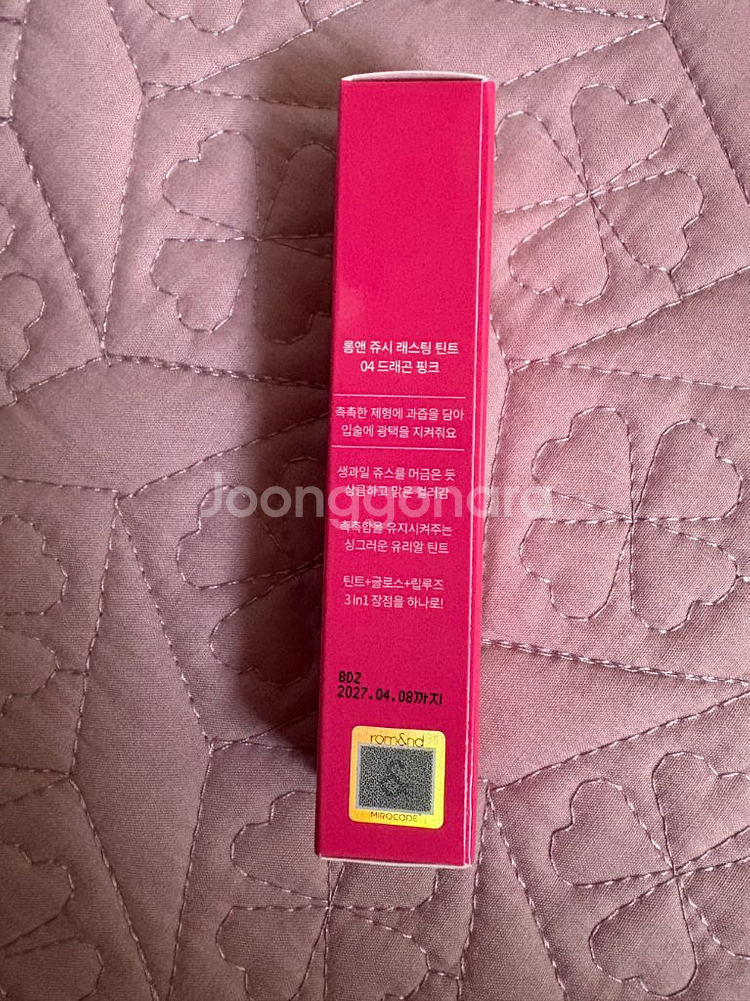 롬앤 쥬시 래스팅 틴트
04 드래곤 핑크
촉촉한 제형에 과즙을 담아
입술에 광택을 지켜줘요
생과일 쥬스를 머금은 듯
상큼하고 맑은 컬러감
Joonggonara
촉촉함을 유지시켜주는
싱그러운 유리알 틴트
틴트+글로스+립루즈
3 in1 장점을 하나로!
BDZ
2027.04.08까지
rom&nd
&
MIROCODE